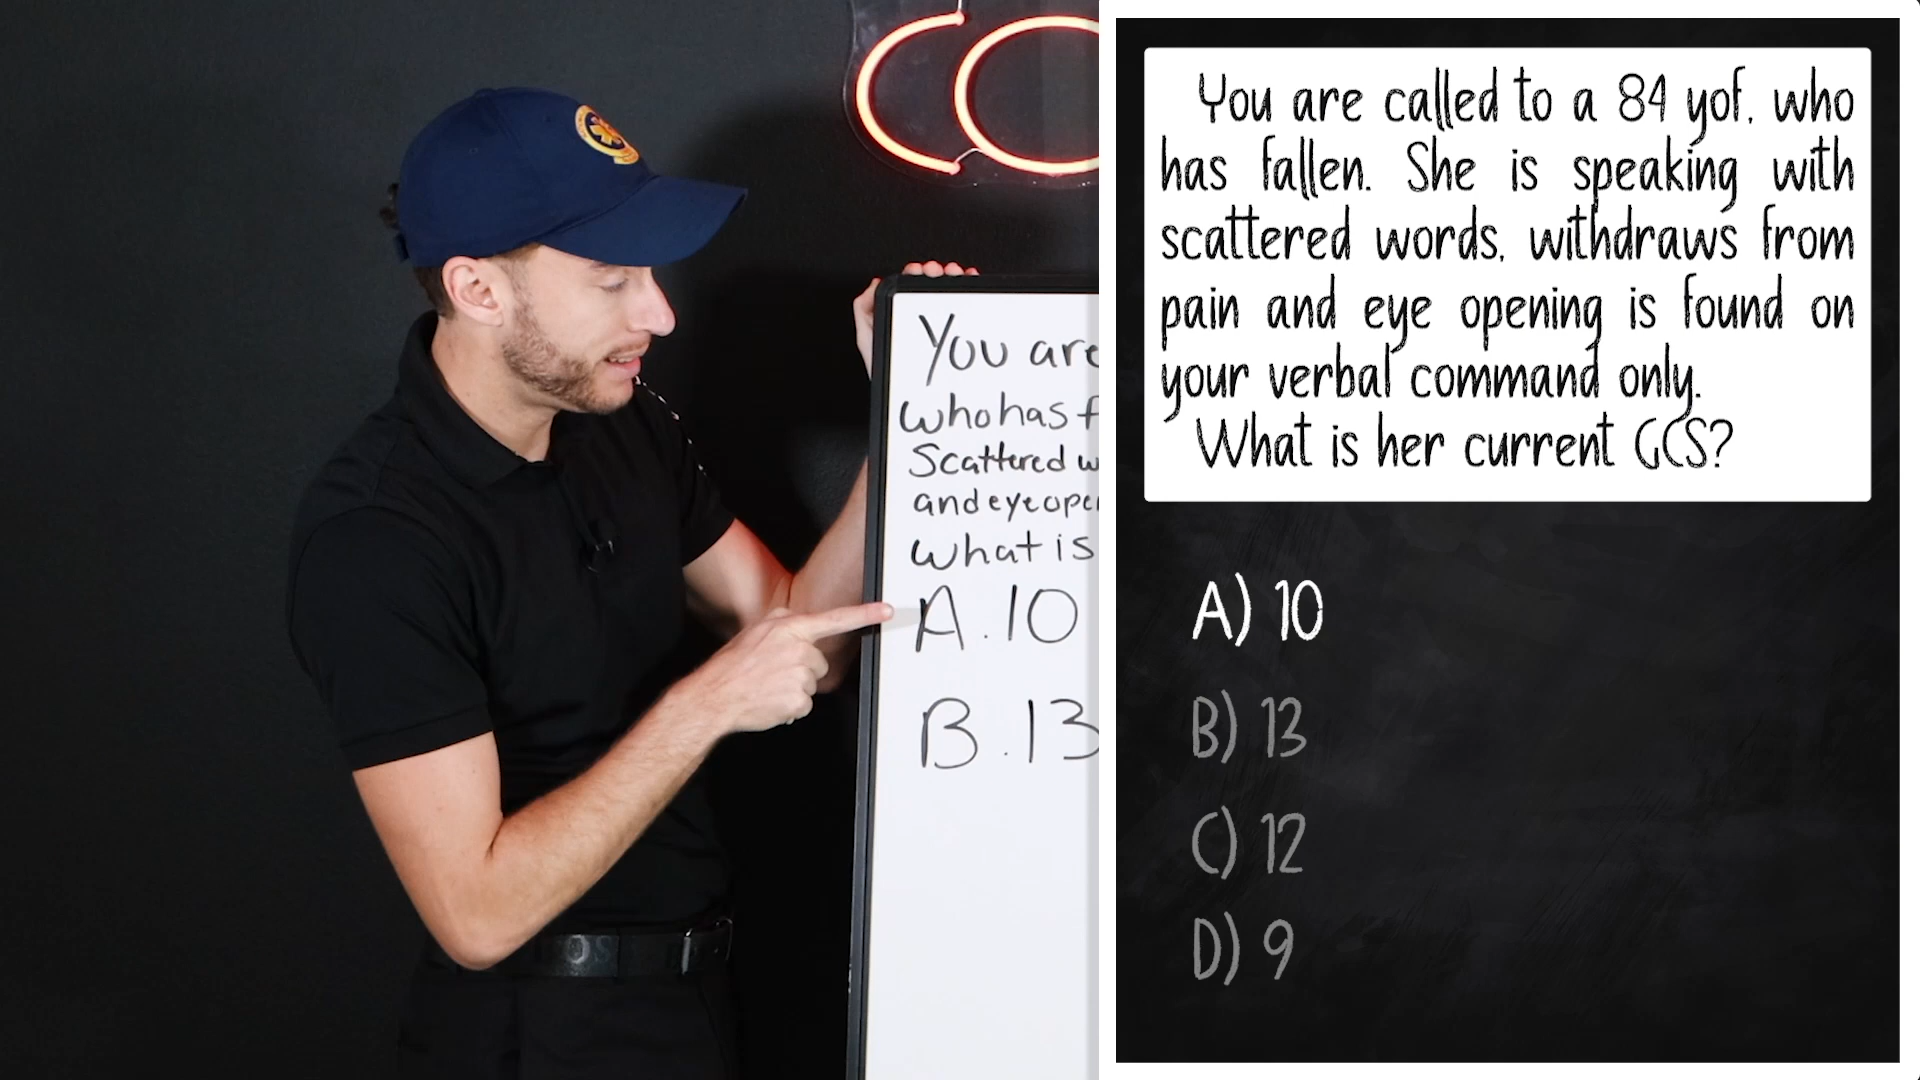 CO
You are
who has f
Scattered w
and eye ope
what is
A. 10
B. 13
You are called to a 84 yof. who
has fallen. She is speaking with
scattered words, withdraws from
pain and eye opening is found on
your verbal command only.
What is her current GCS?
A) 10
B) 13
C) 12
D) 9